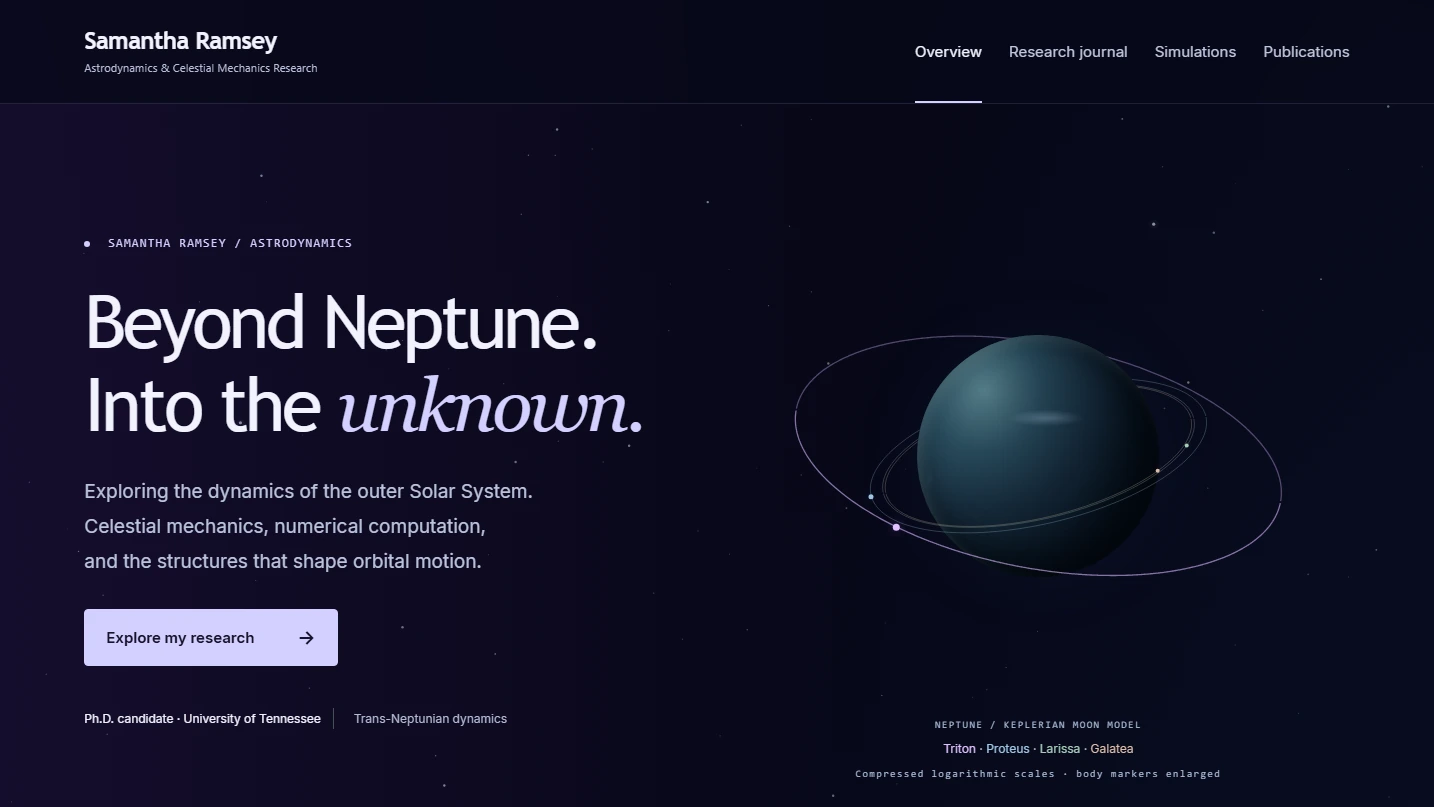 Samantha Ramsey
Astrodynamics & Celestial Mechanics Research
Overview Research journal Simulations Publications
SAMANTHA RAMSEY / ASTRODYNAMICS
Beyond Neptune.
Into the unknown.
Exploring the dynamics of the outer Solar System.
Celestial mechanics, numerical computation,
and the structures that shape orbital motion.
Explore my research →
Ph.D. candidate · University of Tennessee Trans-Neptunian dynamics
NEPTUNE / KEPLERIAN MOON MODEL
Triton · Proteus · Larissa · Galatea
Compressed logarithmic scales · body markers enlarged